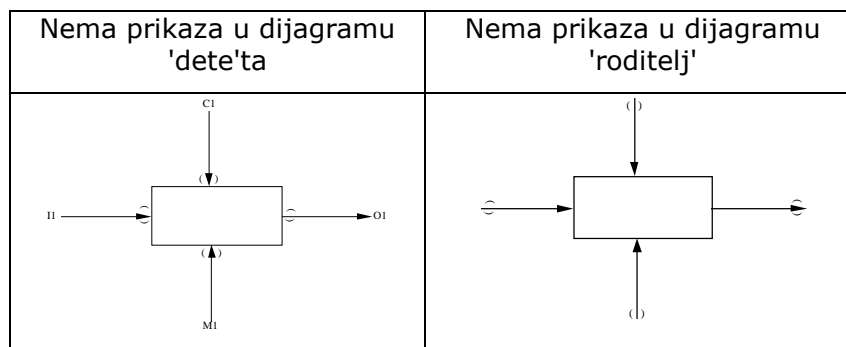 Nema prikaza u dijagramu
'dete'ta
Nema prikaza u dijagramu
'roditelj'
C1
( )
( )
I1
( )
( )
O1
( )
( )
( )
M1
( )